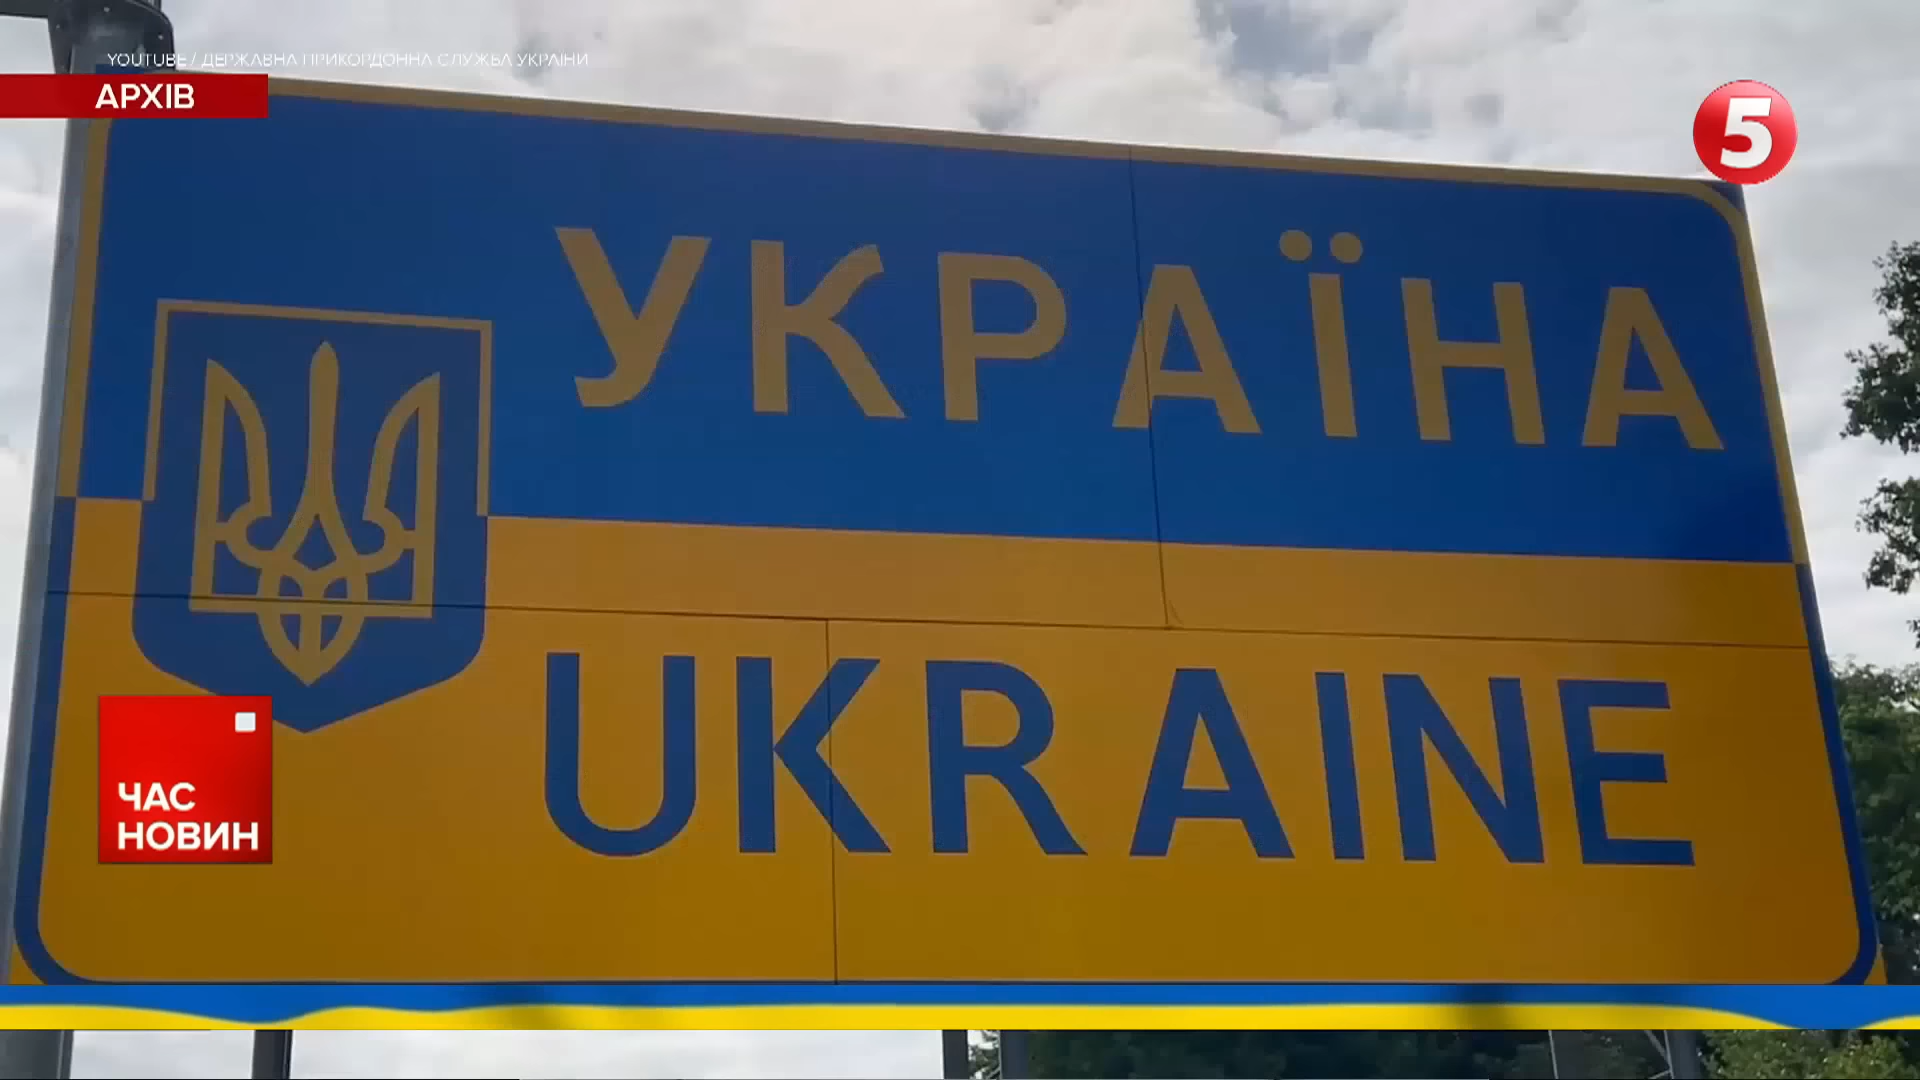 YOUTUBE / ДЕРЖАВНА ПРИКОРДОННА СЛУЖБА УКРАЇНИ
АРХІВ
5
УКРАЇНА
UKRAINE
ЧАС
НОВИН